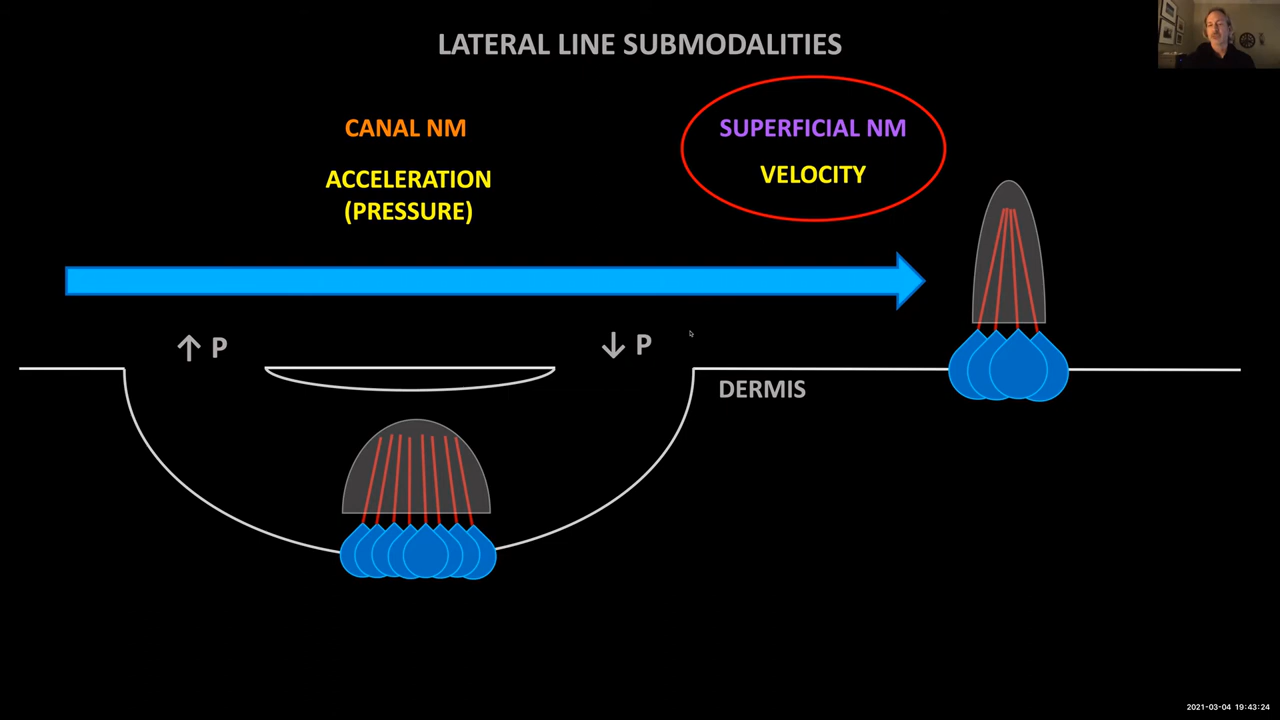 LATERAL LINE SUBMODALITIES
CANAL NM
ACCELERATION
(PRESSURE)
SUPERFICIAL NM
VELOCITY
↑ P
↓ P
DERMIS
2021-03-04 19:43:24